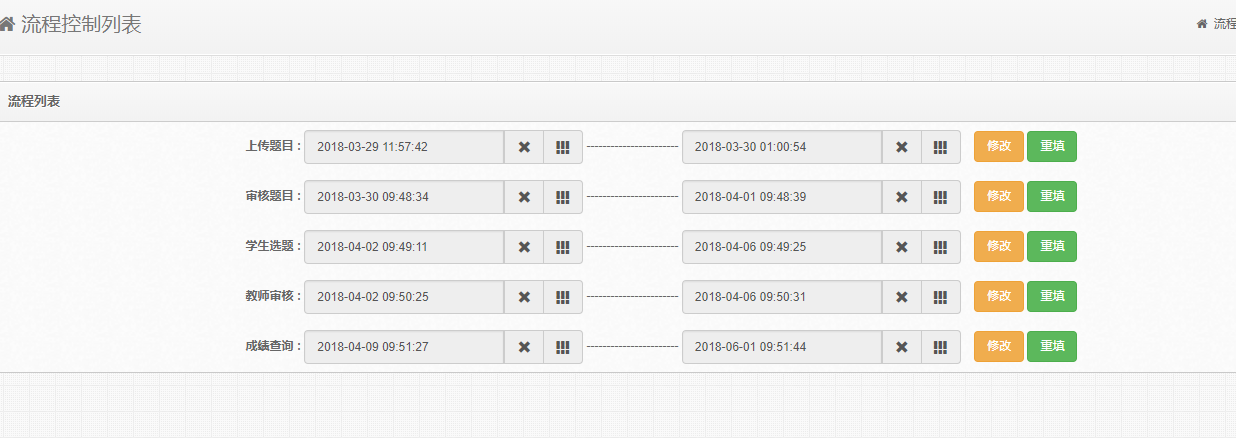 流程控制列表
流程
流程列表
上传题目： 2018-03-29 11:57:42 ----------------------- 2018-03-30 01:00:54 修改 重填
审核题目： 2018-03-30 09:48:34 ----------------------- 2018-04-01 09:48:39 修改 重填
学生选题： 2018-04-02 09:49:11 ----------------------- 2018-04-06 09:49:25 修改 重填
教师审核： 2018-04-02 09:50:25 ----------------------- 2018-04-06 09:50:31 修改 重填
成绩查询： 2018-04-09 09:51:27 ----------------------- 2018-06-01 09:51:44 修改 重填